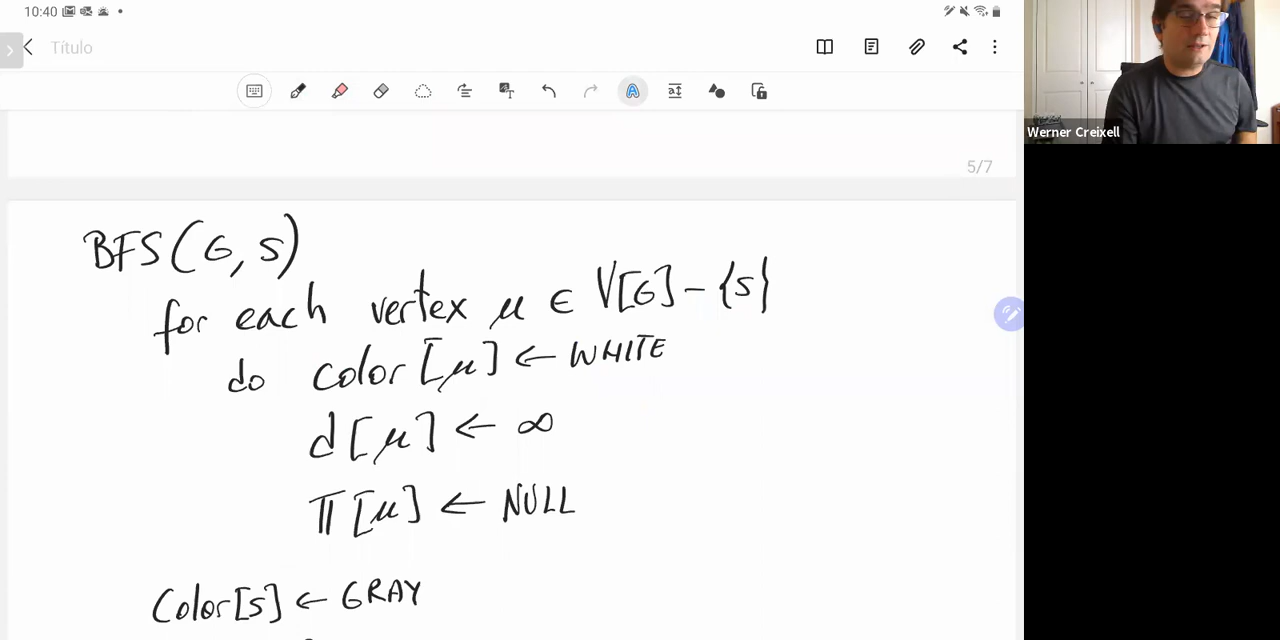 10:40
Título
Werner Creixell
5/7
BFS(G, S)
for each vertex μ ∈ V[G] - {s}
do color[μ] ← WHITE
d[μ] ← ∞
π[μ] ← NULL
Color[s] ← GRAY